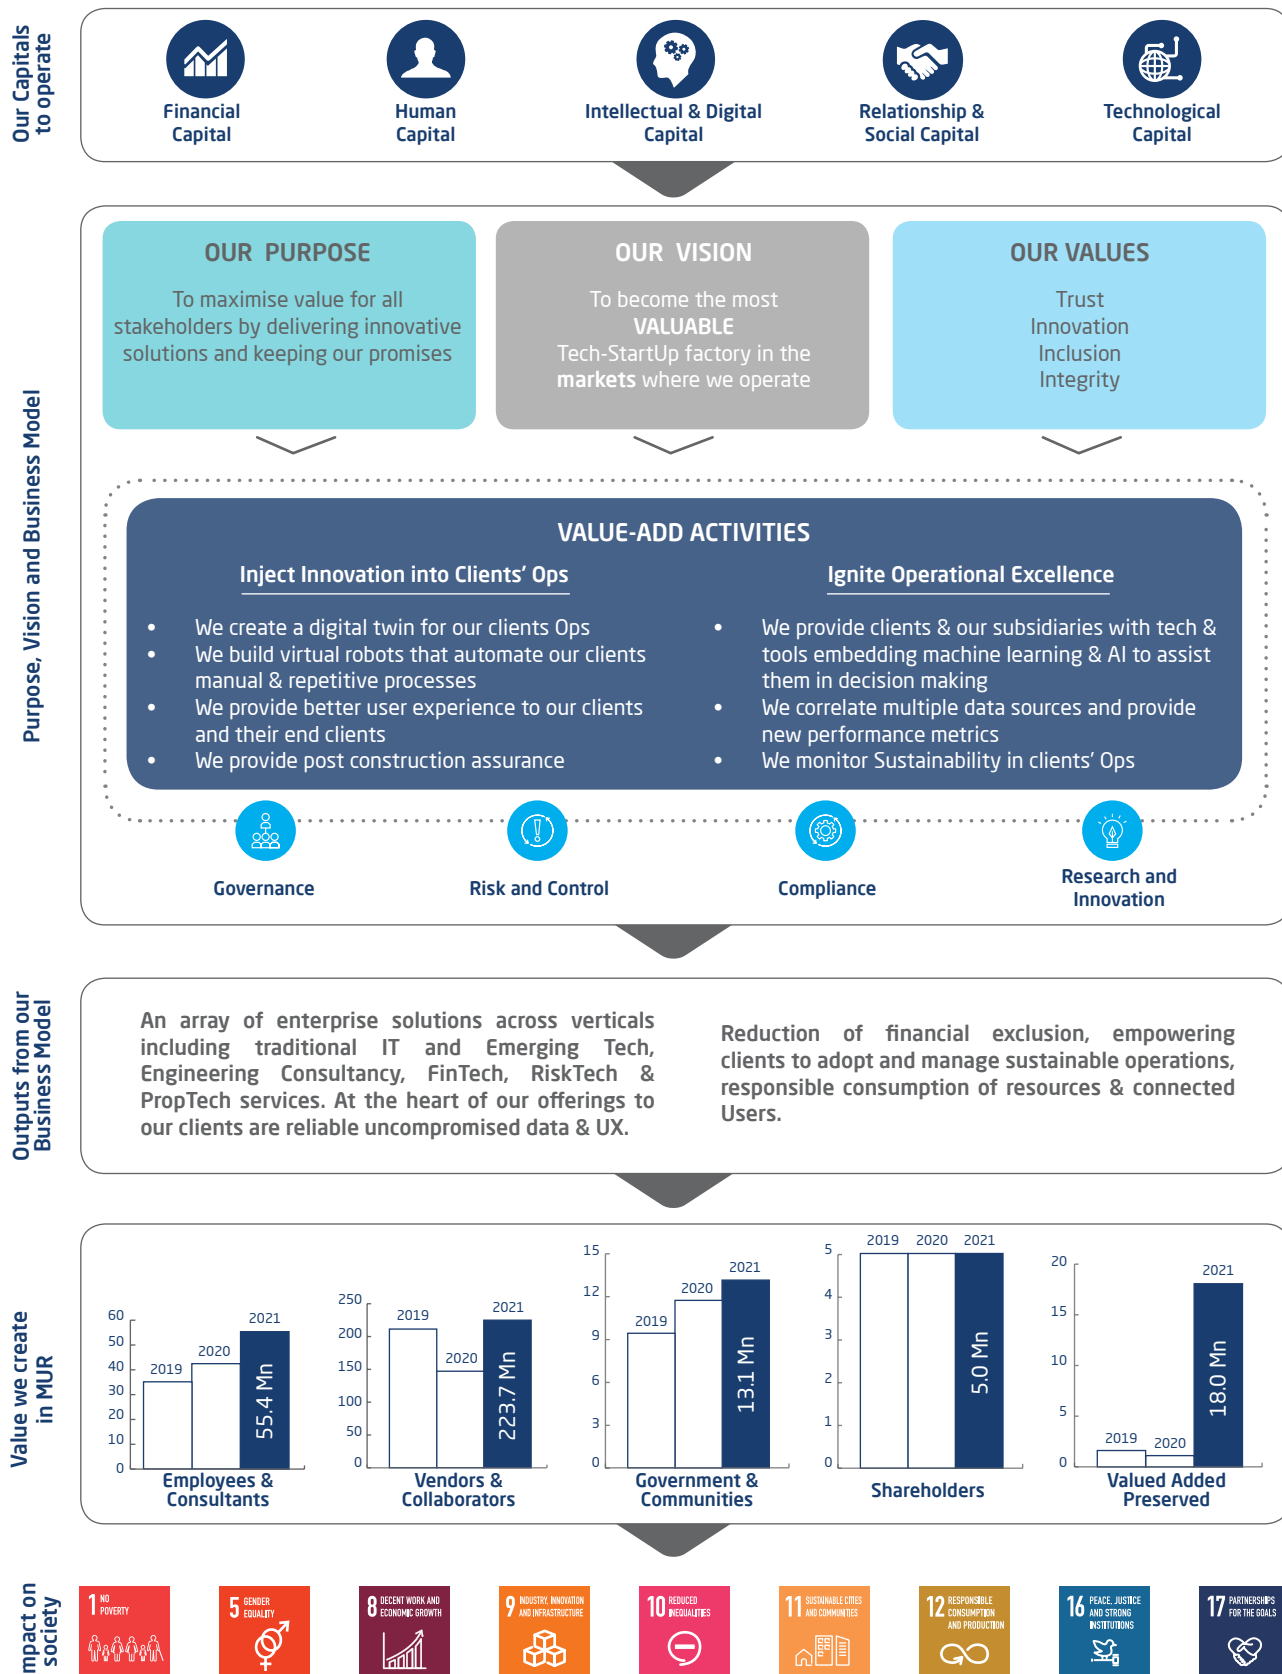 Our Capitals
to operate
Financial
Capital
Human
Capital
Intellectual & Digital
Capital
Relationship &
Social Capital
Technological
Capital
Purpose, Vision and Business Model
OUR PURPOSE
To maximise value for all
stakeholders by delivering innovative
solutions and keeping our promises
OUR VISION
To become the most
VALUABLE
Tech-StartUp factory in the
markets where we operate
OUR VALUES
Trust
Innovation
Inclusion
Integrity
VALUE-ADD ACTIVITIES
Inject Innovation into Clients' Ops
• We create a digital twin for our clients Ops
• We build virtual robots that automate our clients
manual & repetitive processes
• We provide better user experience to our clients
and their end clients
• We provide post construction assurance
Ignite Operational Excellence
• We provide clients & our subsidiaries with tech &
tools embedding machine learning & AI to assist
them in decision making
• We correlate multiple data sources and provide
new performance metrics
• We monitor Sustainability in clients' Ops
Governance
Risk and Control
Compliance
Research and
Innovation
Outputs from our
Business Model
An array of enterprise solutions across verticals
including traditional IT and Emerging Tech,
Engineering Consultancy, FinTech, RiskTech &
PropTech services. At the heart of our offerings to
our clients are reliable uncompromised data & UX.
Reduction of financial exclusion, empowering
clients to adopt and manage sustainable operations,
responsible consumption of resources & connected
Users.
Value we create
in MUR
60
50
40
30
20
10
0
2019
2020
2021
55.4 Mn
Employees &
Consultants
250
200
150
100
50
0
2019
2020
2021
223.7 Mn
Vendors &
Collaborators
15
12
9
6
3
0
2019
2020
2021
13.1 Mn
Government &
Communities
5
4
3
2
1
0
2019
2020
2021
5.0 Mn
Shareholders
20
15
10
5
0
2019
2020
2021
18.0 Mn
Valued Added
Preserved
mpact on
society
1 NO
POVERTY
5 GENDER
EQUALITY
8 DECENT WORK AND
ECONOMIC GROWTH
9 INDUSTRY, INNOVATION
AND INFRASTRUCTURE
10 REDUCED
INEQUALITIES
11 SUSTAINABLE CITIES
AND COMMUNITIES
12 RESPONSIBLE
CONSUMPTION
AND PRODUCTION
16 PEACE, JUSTICE
AND STRONG
INSTITUTIONS
17 PARTNERSHIPS
FOR THE GOALS